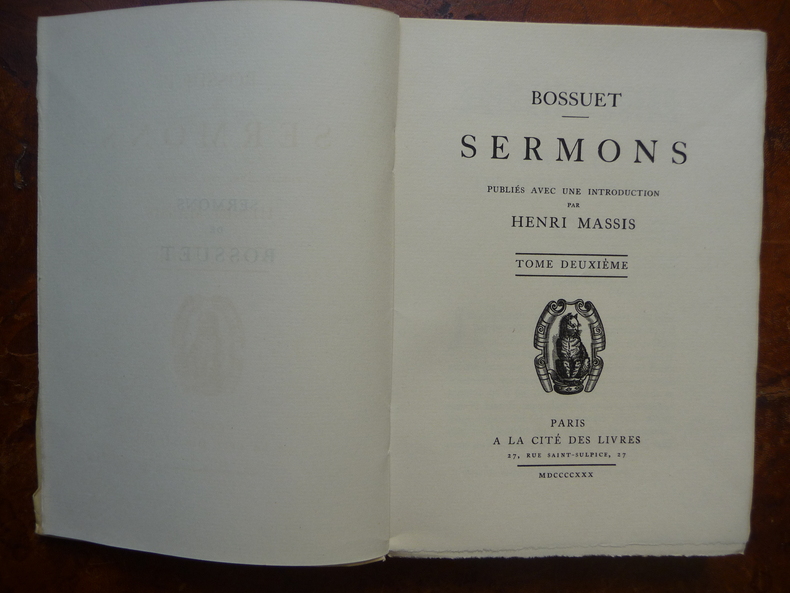 BOSSUET
SERMONS
PUBLIÉS AVEC UNE INTRODUCTION
PAR
HENRI MASSIS
TOME DEUXIÉME
PARIS
A LA CITÉ DES LIVRES
27, RUE SAINT-SULPICE, 27
MDCCCCXXX